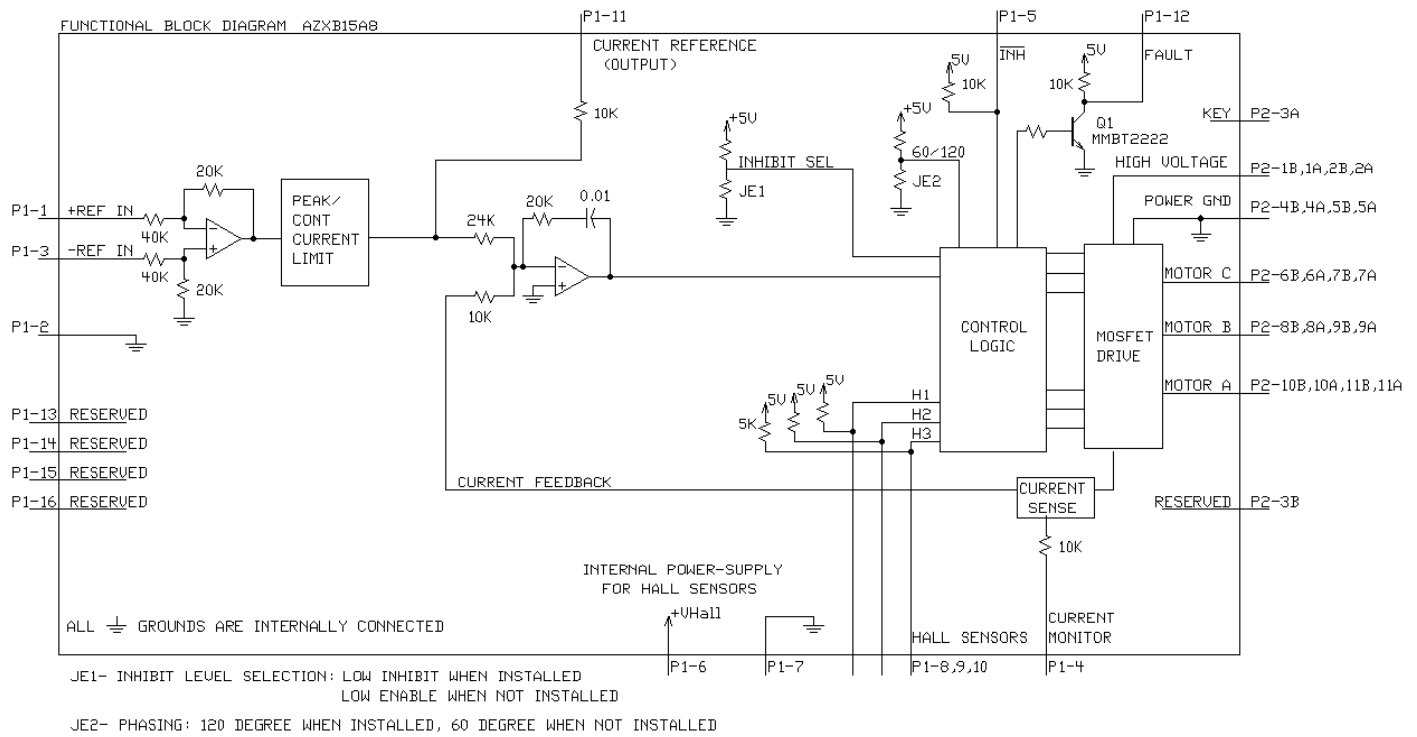 P1-11
P1-5
P1-12
FUNCTIONAL BLOCK DIAGRAM AZXB15A8
CURRENT REFERENCE
(OUTPUT)
INH
FAULT
5V
10K
5V
10K
10K
Q1
MMBT2222
KEY
P2-3A
+5V
+5V
60/120
INHIBIT SEL
JE1
JE2
HIGH VOLTAGE
P2-1B,1A,2B,2A
20K
PEAK/
CONT
CURRENT
LIMIT
20K
0.01
24K
P1-1
+REF IN
40K
POWER GND
P2-4B,4A,5B,5A
P1-3
-REF IN
40K
20K
10K
MOTOR C
P2-6B,6A,7B,7A
P1-2
CONTROL
LOGIC
MOSFET
DRIVE
MOTOR B
P2-8B,8A,9B,9A
MOTOR A
P2-10B,10A,11B,11A
5V
5V
5V
5K
H1
H2
H3
P1-13
RESERVED
P1-14
RESERVED
P1-15
RESERVED
P1-16
RESERVED
CURRENT FEEDBACK
CURRENT
SENSE
RESERVED
P2-3B
10K
INTERNAL POWER-SUPPLY
FOR HALL SENSORS
+VHall
ALL GROUNDS ARE INTERNALLY CONNECTED
HALL SENSORS
CURRENT
MONITOR
P1-6
P1-7
P1-8,9,10
P1-4
JE1- INHIBIT LEVEL SELECTION: LOW INHIBIT WHEN INSTALLED
LOW ENABLE WHEN NOT INSTALLED
JE2- PHASING: 120 DEGREE WHEN INSTALLED, 60 DEGREE WHEN NOT INSTALLED